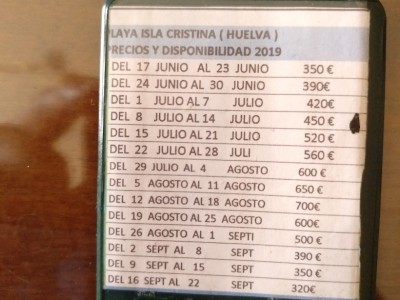 PLAYA ISLA CRISTINA ( HUELVA )
PRECIOS Y DISPONIBILIDAD 2019
DEL 17 JUNIO AL 23 JUNIO 350 €
DEL 24 JUNIO AL 30 JUNIO 390€
DEL 1 JULIO AL 7 JULIO 420€
DEL 8 JULIO AL 14 JULIO 450 €
DEL 15 JULIO AL 21 JULIO 520 €
DEL 22 JULIO AL 28 JULI 560 €
DEL 29 JULIO AL 4 AGOSTO 600 €
DEL 5 AGOSTO AL 11 AGOSTO 650 €
DEL 12 AGOSTO AL 18 AGOSTO 700€
DEL 19 AGOSTO AL 25 AGOSTO 600€
DEL 26 AGOSTO AL 1 SEPTI 500 €
DEL 2 SEPT AL 8 SEPT 390 €
DEL 9 SEPT AL 15 SEPT 350 €
DEL 16 SEPT AL 22 SEPT 320€